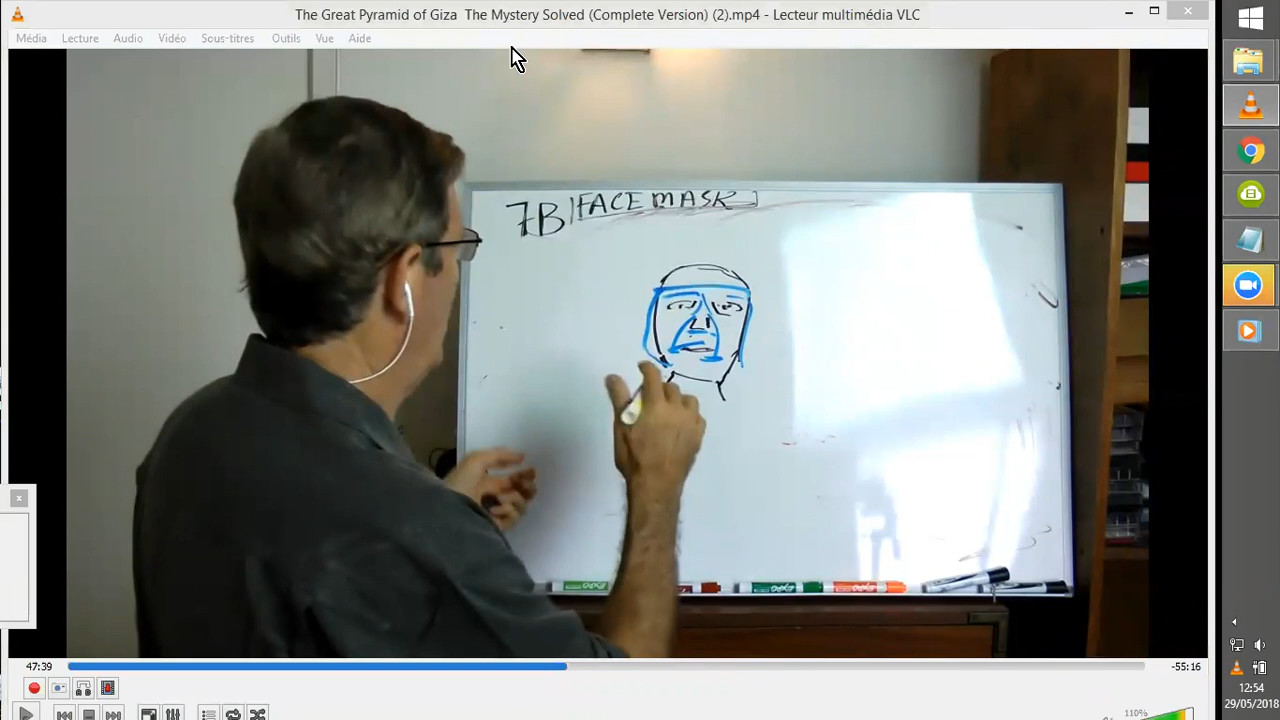 The Great Pyramid of Giza  The Mystery Solved (Complete Version) (2).mp4 - Lecteur multimédia VLC
Média Lecture Audio Vidéo Sous-titres Outils Vue Aide
7B FACE MASK
47:39
-55:16
110%
12:54
29/05/2018